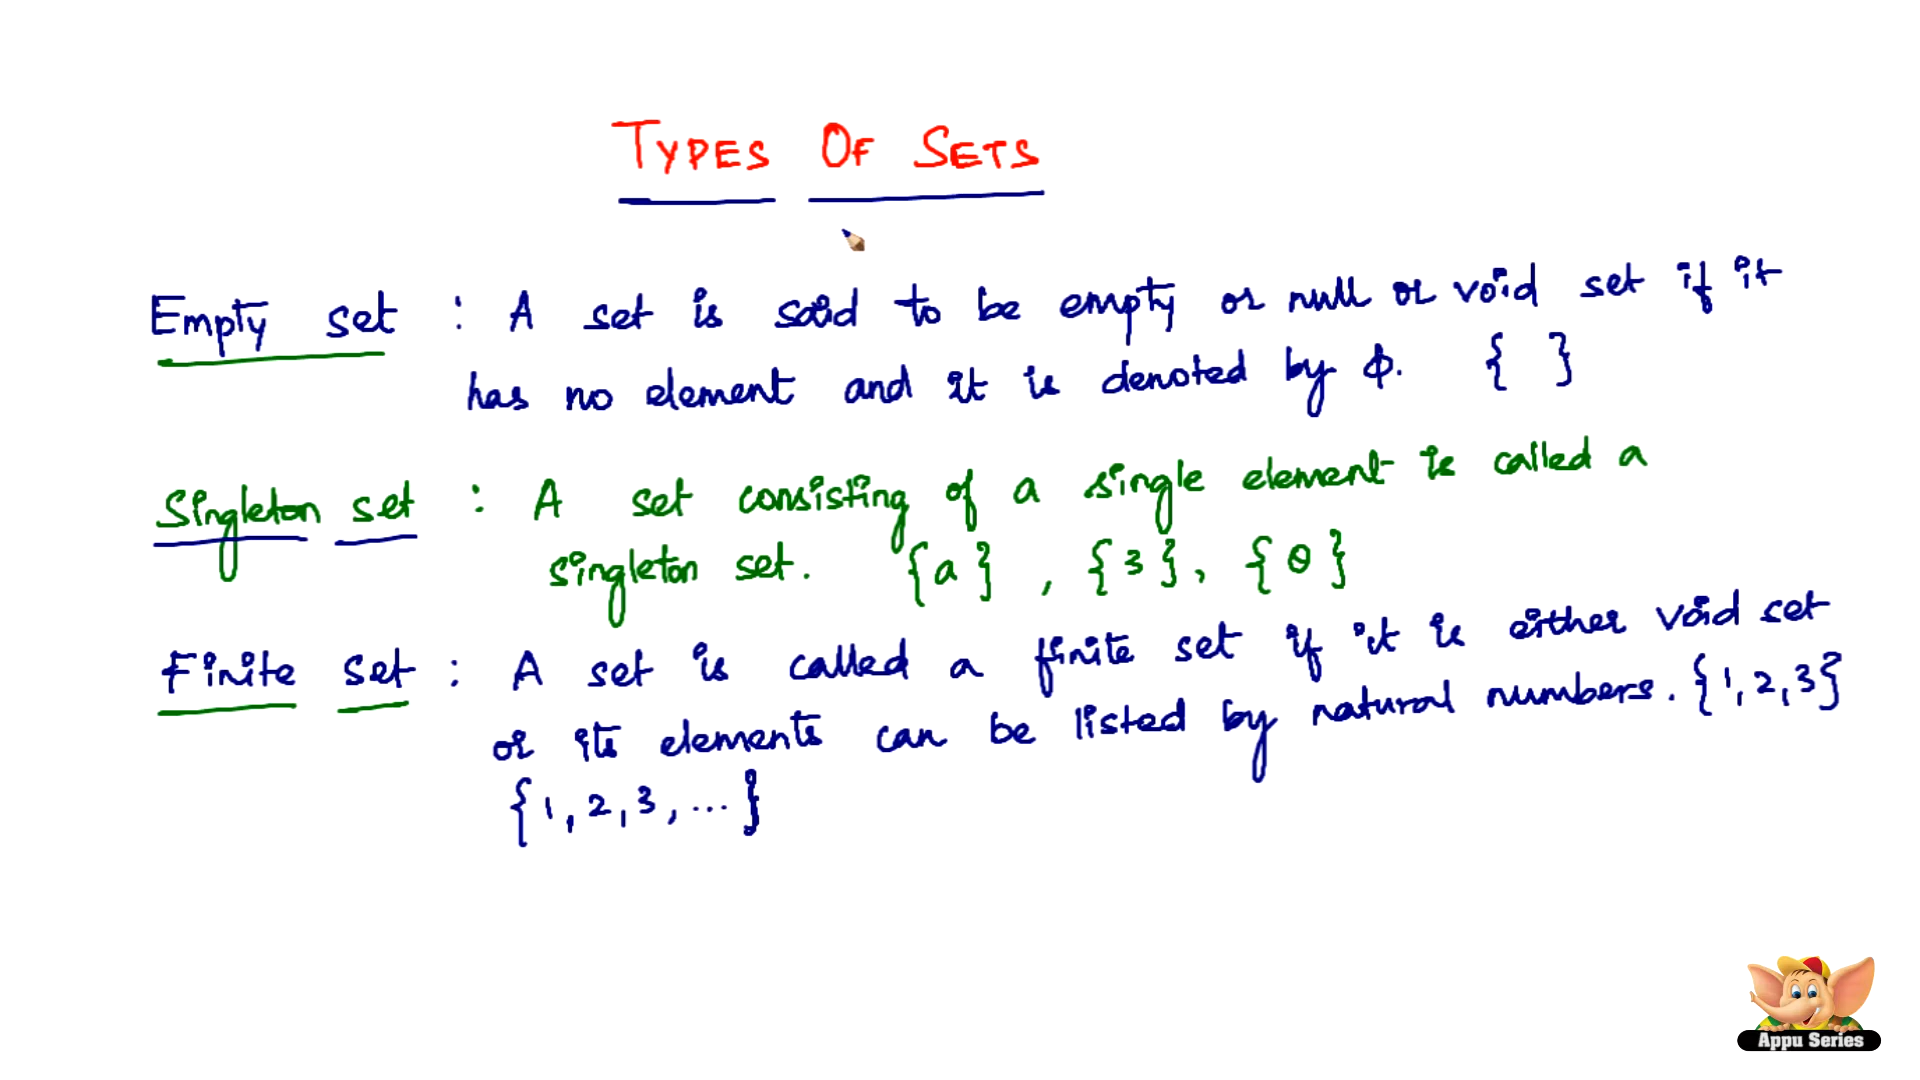 TYPES OF SETS
Empty set : A set is said to be empty or null or void set if it
has no element and it is denoted by ϕ. { }
Singleton set : A set consisting of a single element is called a
singleton set. {a} , {3}, {θ}
Finite set : A set is called a finite set if it is either void set
or its elements can be listed by natural numbers. {1, 2, 3}
{1, 2, 3, ...}
Appu Series